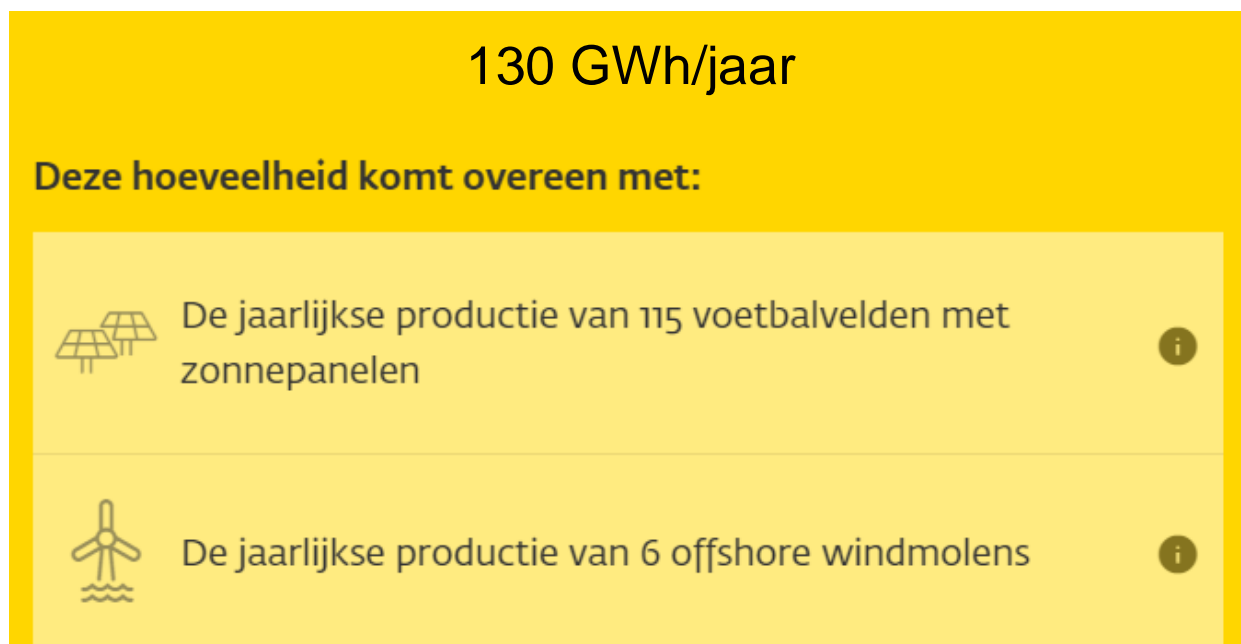 130 GWh/jaar
Deze hoeveelheid komt overeen met:
De jaarlijkse productie van 115 voetbalvelden met
zonnepanelen
De jaarlijkse productie van 6 offshore windmolens